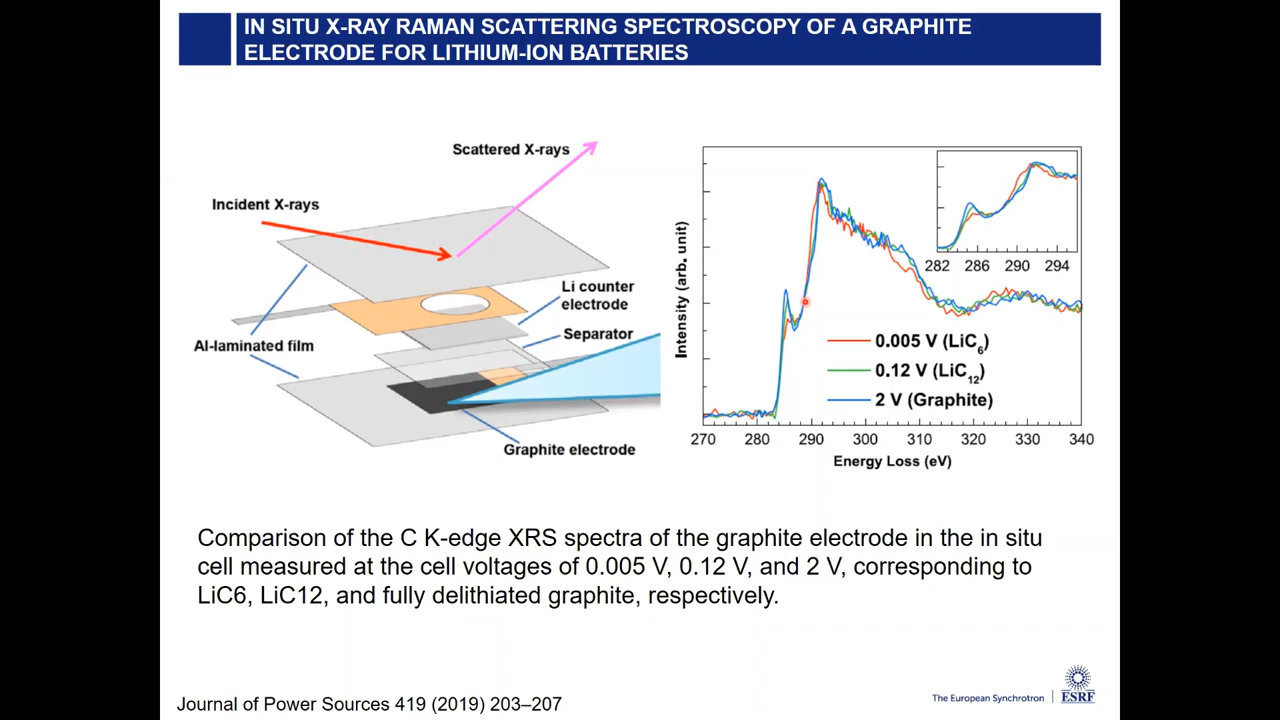 IN SITU X-RAY RAMAN SCATTERING SPECTROSCOPY OF A GRAPHITE
ELECTRODE FOR LITHIUM-ION BATTERIES
Scattered X-rays
Incident X-rays
Li counter
electrode
Separator
Al-laminated film
Graphite electrode
Intensity (arb. unit)
282 286 290 294
0.005 V (LiC6)
0.12 V (LiC12)
2 V (Graphite)
270 280 290 300 310 320 330 340
Energy Loss (eV)
Comparison of the C K-edge XRS spectra of the graphite electrode in the in situ
cell measured at the cell voltages of 0.005 V, 0.12 V, and 2 V, corresponding to
LiC6, LiC12, and fully delithiated graphite, respectively.
Journal of Power Sources 419 (2019) 203–207
The European Synchrotron
ESRF